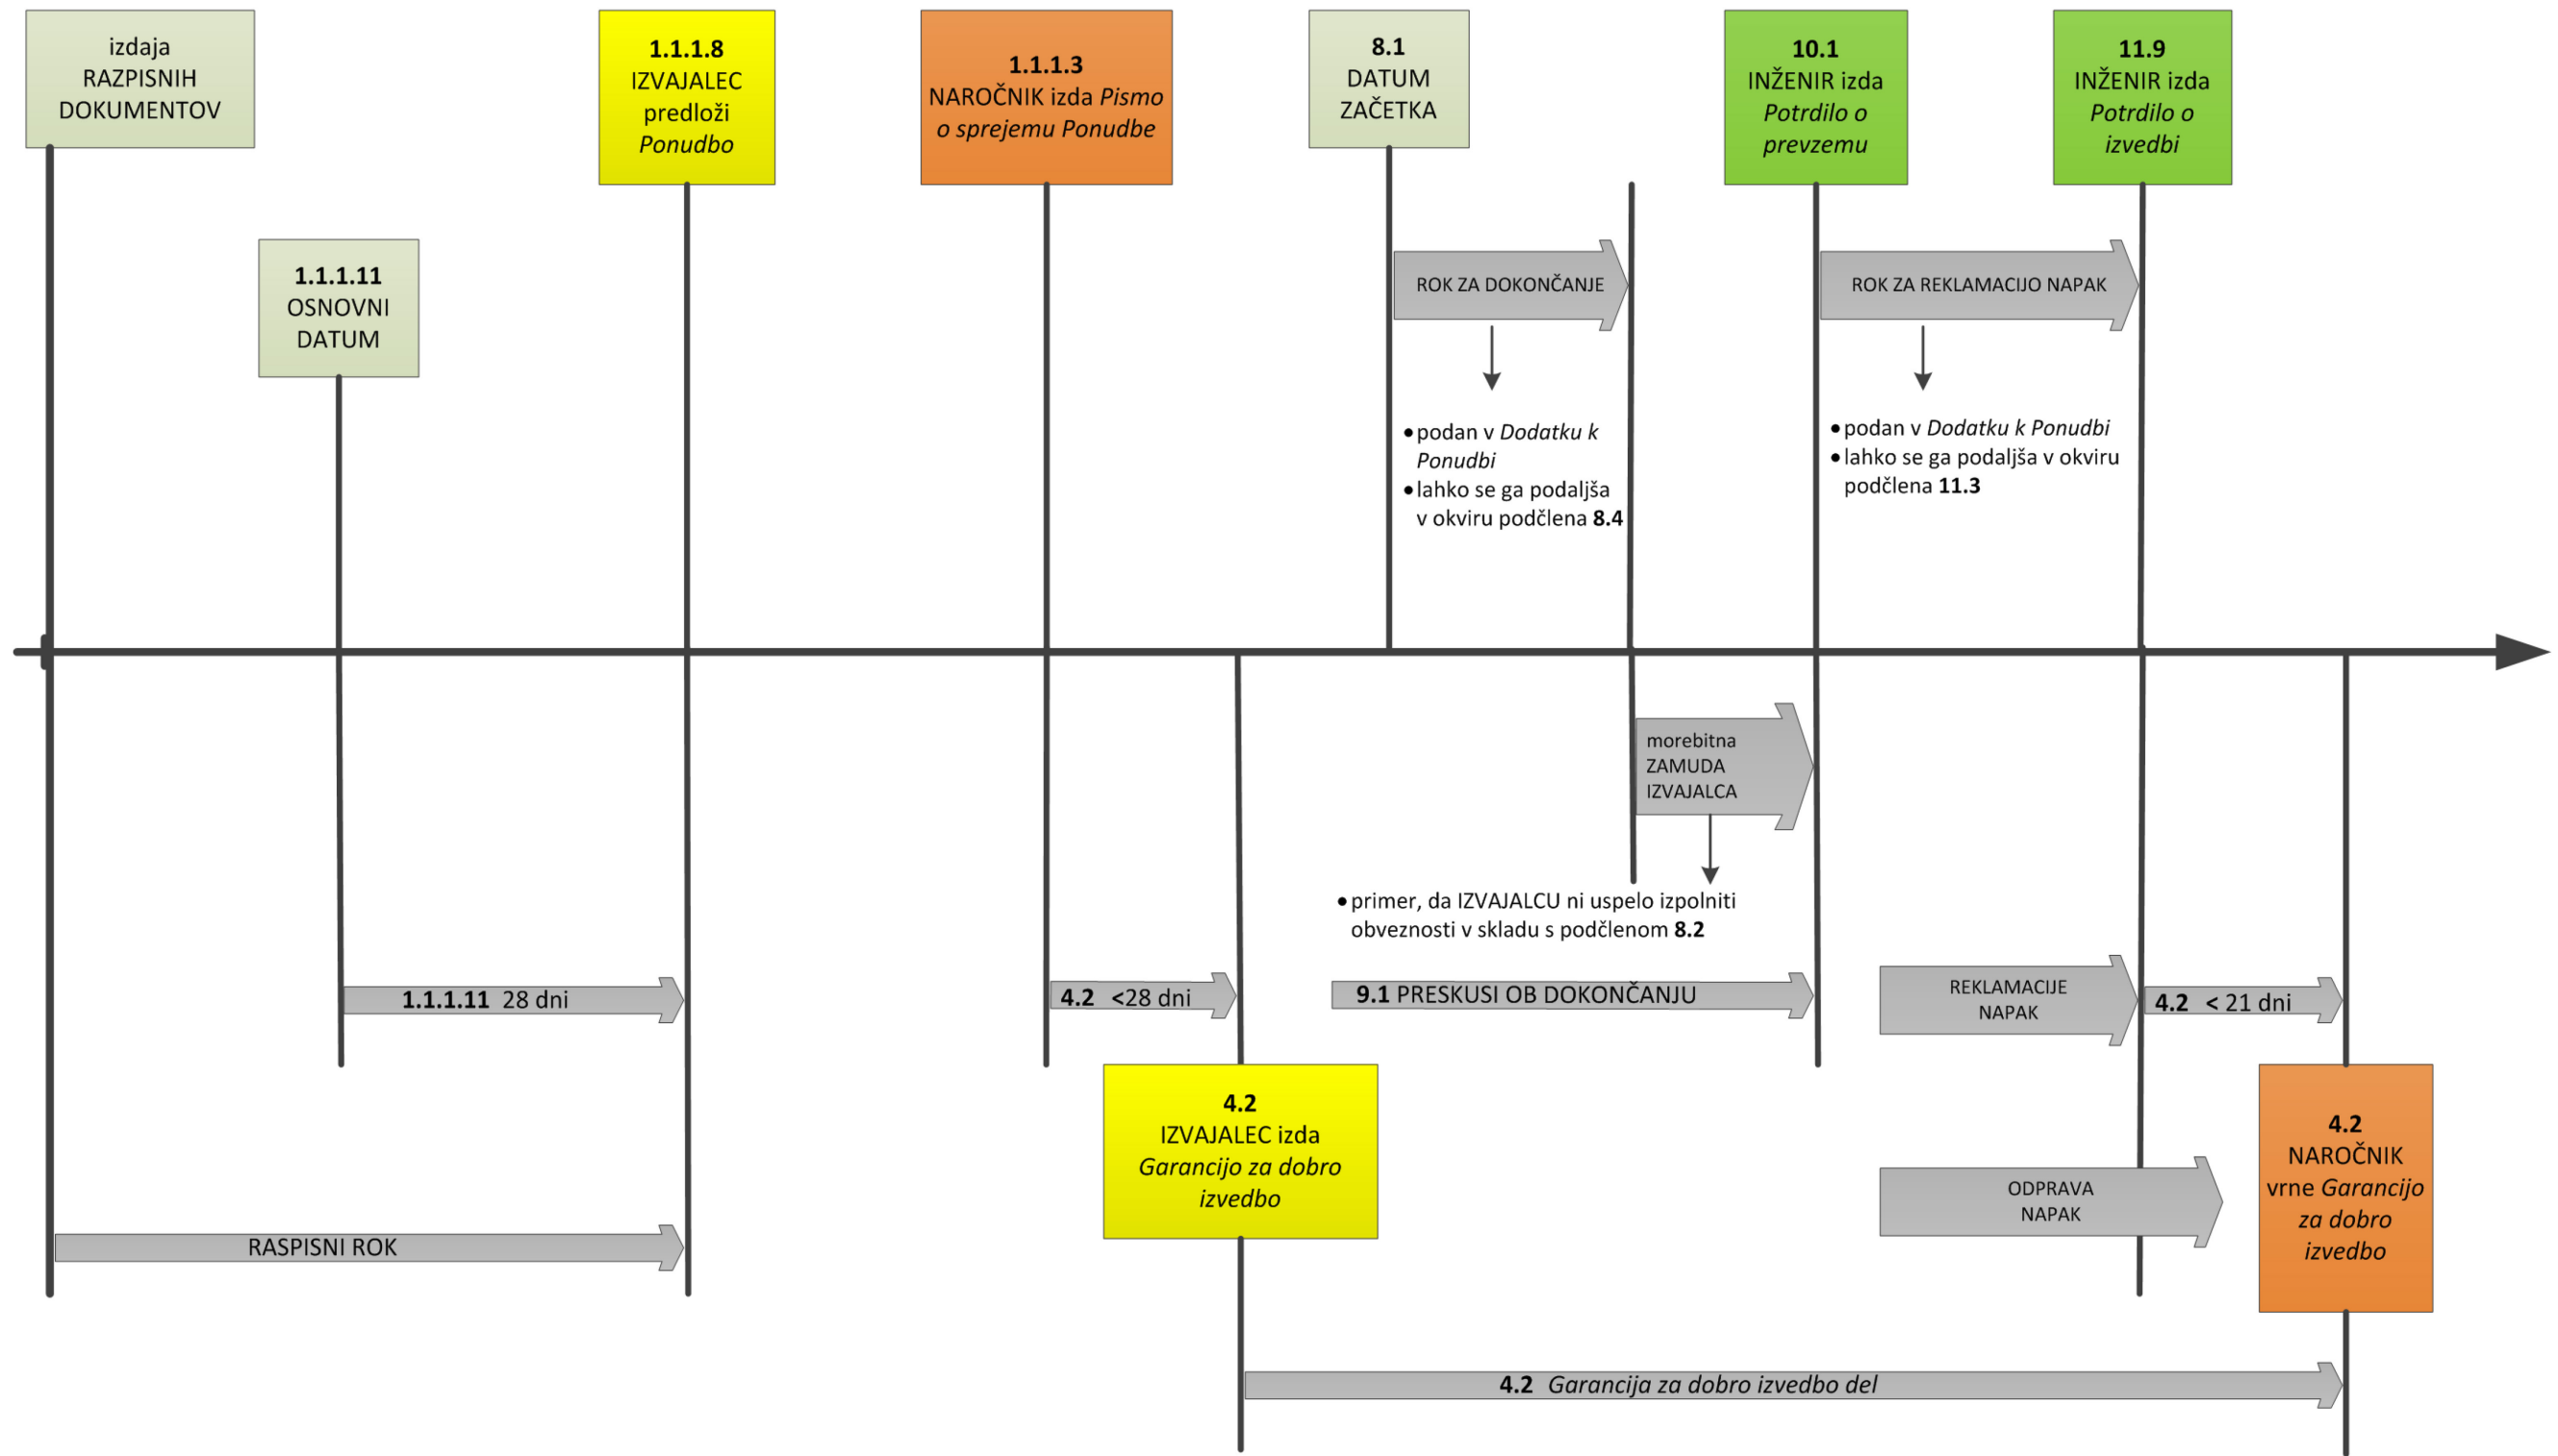 izdaja
RAZPISNIH
DOKUMENTOV
1.1.1.8
IZVAJALEC
predloži
Ponudbo
1.1.1.3
NAROČNIK izda Pismo
o sprejemu Ponudbe
8.1
DATUM
ZAČETKA
10.1
INŽENIR izda
Potrdilo o
prevzemu
11.9
INŽENIR izda
Potrdilo o
izvedbi
1.1.1.11
OSNOVNI
DATUM
ROK ZA DOKONČANJE
ROK ZA REKLAMACIJO NAPAK
• podan v Dodatku k
Ponudbi
• lahko se ga podaljša
v okviru podčlena 8.4
• podan v Dodatku k Ponudbi
• lahko se ga podaljša v okviru
podčlena 11.3
morebitna
ZAMUDA
IZVAJALCA
• primer, da IZVAJALCU ni uspelo izpolniti
obveznosti v skladu s podčlenom 8.2
1.1.1.11 28 dni
4.2 <28 dni
9.1 PRESKUSI OB DOKONČANJU
REKLAMACIJE
NAPAK
4.2 < 21 dni
4.2
IZVAJALEC izda
Garancijo za dobro
izvedbo
4.2
NAROČNIK
vrne Garancijo
za dobro
izvedbo
ODPRAVA
NAPAK
RASPISNI ROK
4.2 Garancija za dobro izvedbo del